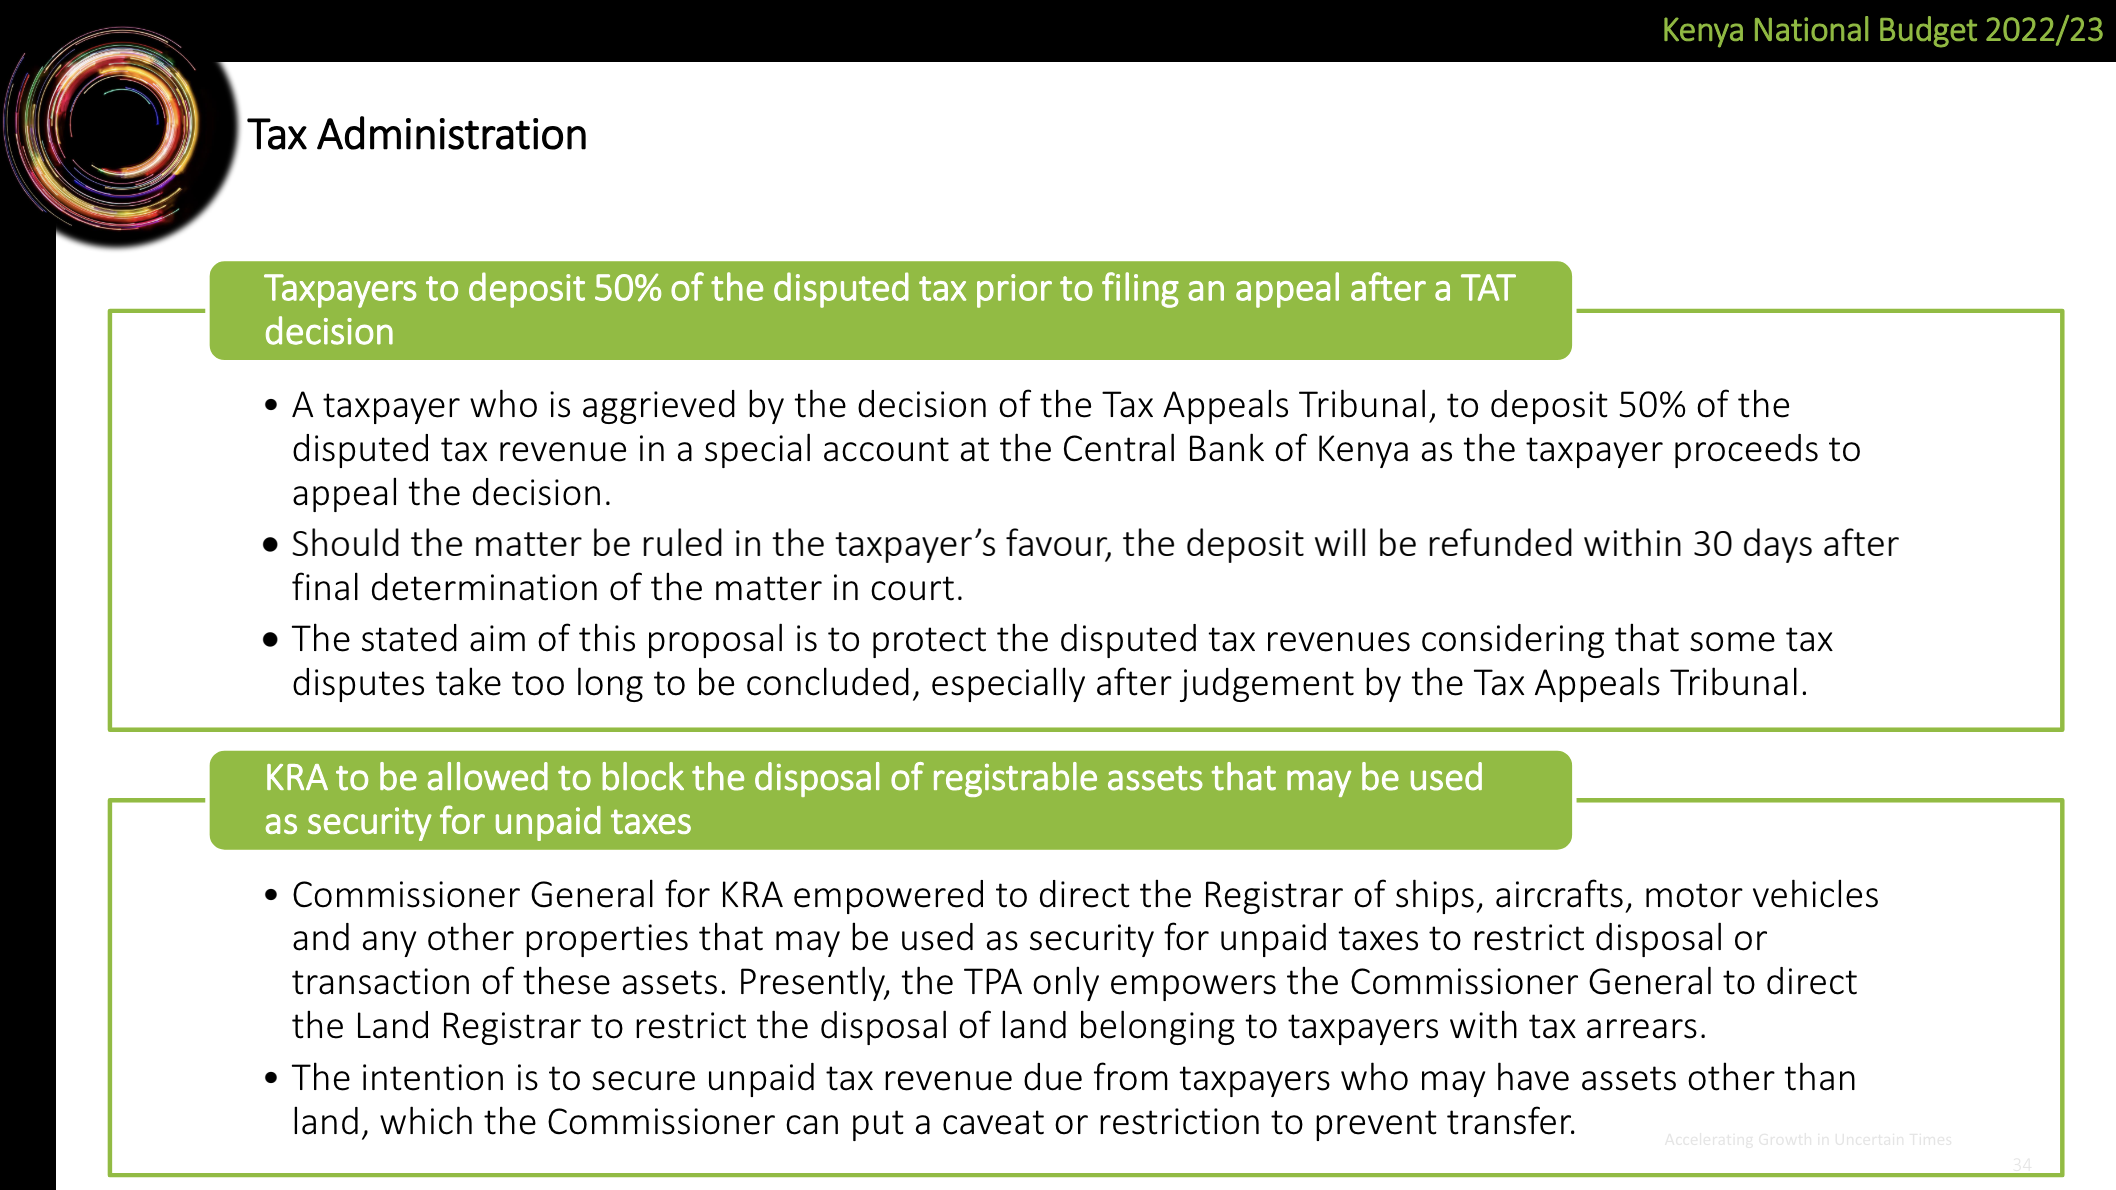 Kenya National Budget 2022/23
Tax Administration
Taxpayers to deposit 50% of the disputed tax prior to filing an appeal after a TAT
decision
• A taxpayer who is aggrieved by the decision of the Tax Appeals Tribunal, to deposit 50% of the
disputed tax revenue in a special account at the Central Bank of Kenya as the taxpayer proceeds to
appeal the decision.
• Should the matter be ruled in the taxpayer’s favour, the deposit will be refunded within 30 days after
final determination of the matter in court.
• The stated aim of this proposal is to protect the disputed tax revenues considering that some tax
disputes take too long to be concluded, especially after judgement by the Tax Appeals Tribunal.
KRA to be allowed to block the disposal of registrable assets that may be used
as security for unpaid taxes
• Commissioner General for KRA empowered to direct the Registrar of ships, aircrafts, motor vehicles
and any other properties that may be used as security for unpaid taxes to restrict disposal or
transaction of these assets. Presently, the TPA only empowers the Commissioner General to direct
the Land Registrar to restrict the disposal of land belonging to taxpayers with tax arrears.
• The intention is to secure unpaid tax revenue due from taxpayers who may have assets other than
land, which the Commissioner can put a caveat or restriction to prevent transfer.
Accelerating Growth in Uncertain Times
34